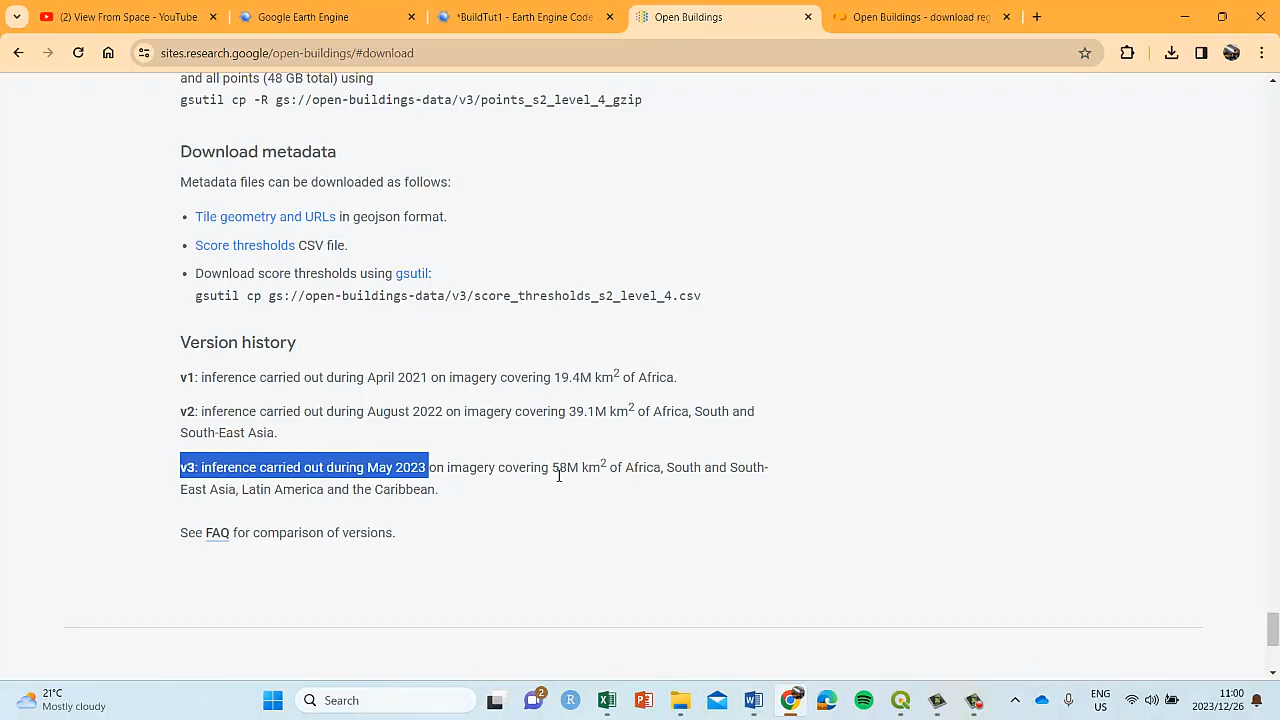 (2) View From Space - YouTube
Google Earth Engine
*BuildTut1 - Earth Engine Code
Open Buildings
Open Buildings - download reg
sites.research.google/open-buildings/#download
and all points (48 GB total) using
gsutil cp -R gs://open-buildings-data/v3/points_s2_level_4_gzip
Download metadata
Metadata files can be downloaded as follows:
• Tile geometry and URLs in geojson format.
• Score thresholds CSV file.
• Download score thresholds using gsutil:
gsutil cp gs://open-buildings-data/v3/score_thresholds_s2_level_4.csv
Version history
v1: inference carried out during April 2021 on imagery covering 19.4M km² of Africa.
v2: inference carried out during August 2022 on imagery covering 39.1M km² of Africa, South and
South-East Asia.
v3: inference carried out during May 2023 on imagery covering 58M km² of Africa, South and South-
East Asia, Latin America and the Caribbean.
See FAQ for comparison of versions.
21°C
Mostly cloudy
Search
2
ENG
US
11:00
2023/12/26